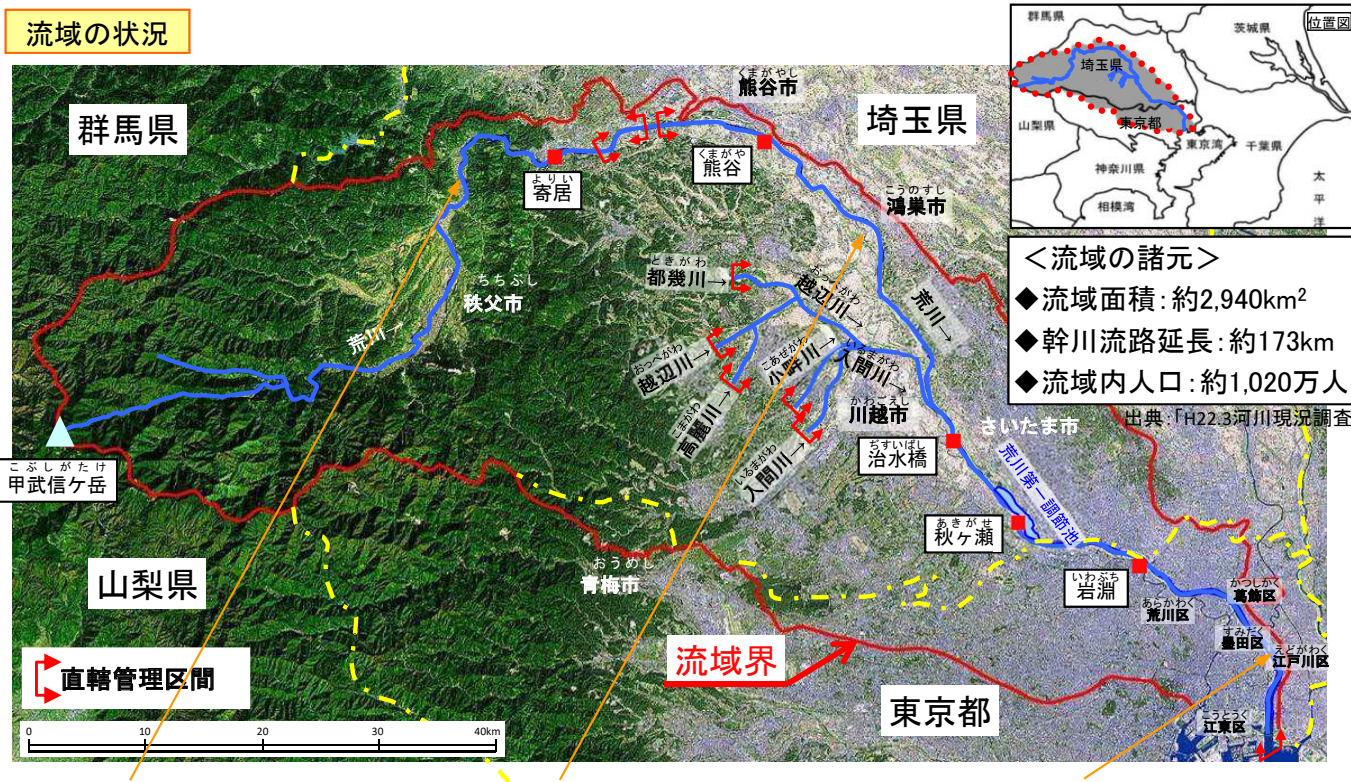 流域の状況
群馬県
茨城県
位置図
埼玉県
山梨県
東京都
東京湾
千葉県
神奈川県
相模湾
太平洋
群馬県
くまがやし
熊谷市
埼玉県
くまがや
熊谷
よりい
寄居
こうのすし
鴻巣市
<流域の諸元>
◆流域面積:約2,940km²
◆幹川流路延長:約173km
◆流域内人口:約1,020万人
出典:「H22.3河川現況調査
ときがわ
都幾川→
おっぺがわ
越辺川→
荒川→
ちちぶし
秩父市
荒川→
おっぺがわ
越辺川→
こまがわ
高麗川→
こあぜがわ
小畔川→
いるまがわ
入間川→
かわごえし
川越市
いるまがわ
入間川→
ぢすいばし
治水橋
さいたま市
荒川第一調節池
こぶしがたけ
甲武信ケ岳
あきがせ
秋ヶ瀬
おうめし
青梅市
山梨県
いわぶち
岩淵
あらかわく
荒川区
かつしかく
葛飾区
すみだく
墨田区
えどがわく
江戸川区
流域界
直轄管理区間
東京都
こうとうく
江東区
0 10 20 30 40km